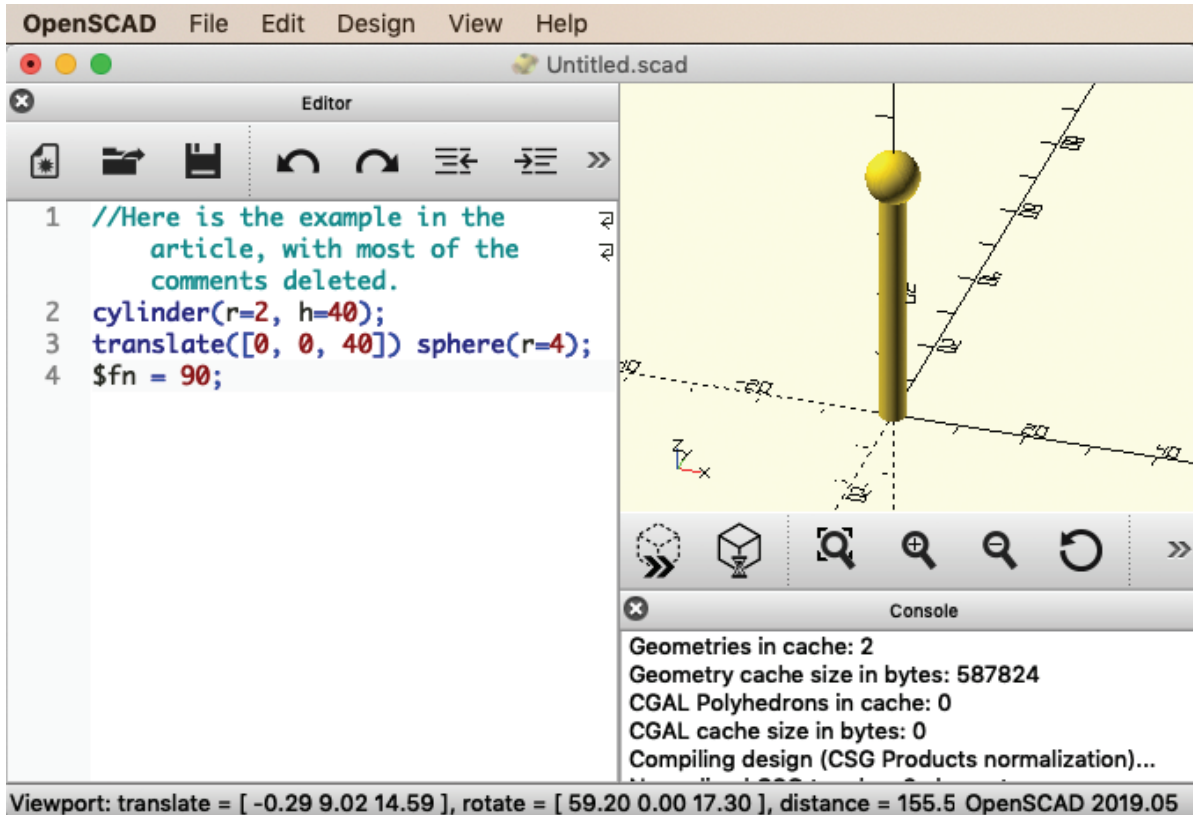 OpenSCAD File Edit Design View Help
Untitled.scad
Editor
1 //Here is the example in the
article, with most of the
comments deleted.
2 cylinder(r=2, h=40);
3 translate([0, 0, 40]) sphere(r=4);
4 $fn = 90;
-20
20
40
Console
Geometries in cache: 2
Geometry cache size in bytes: 587824
CGAL Polyhedrons in cache: 0
CGAL cache size in bytes: 0
Compiling design (CSG Products normalization)...
Viewport: translate = [ -0.29 9.02 14.59 ], rotate = [ 59.20 0.00 17.30 ], distance = 155.5 OpenSCAD 2019.05